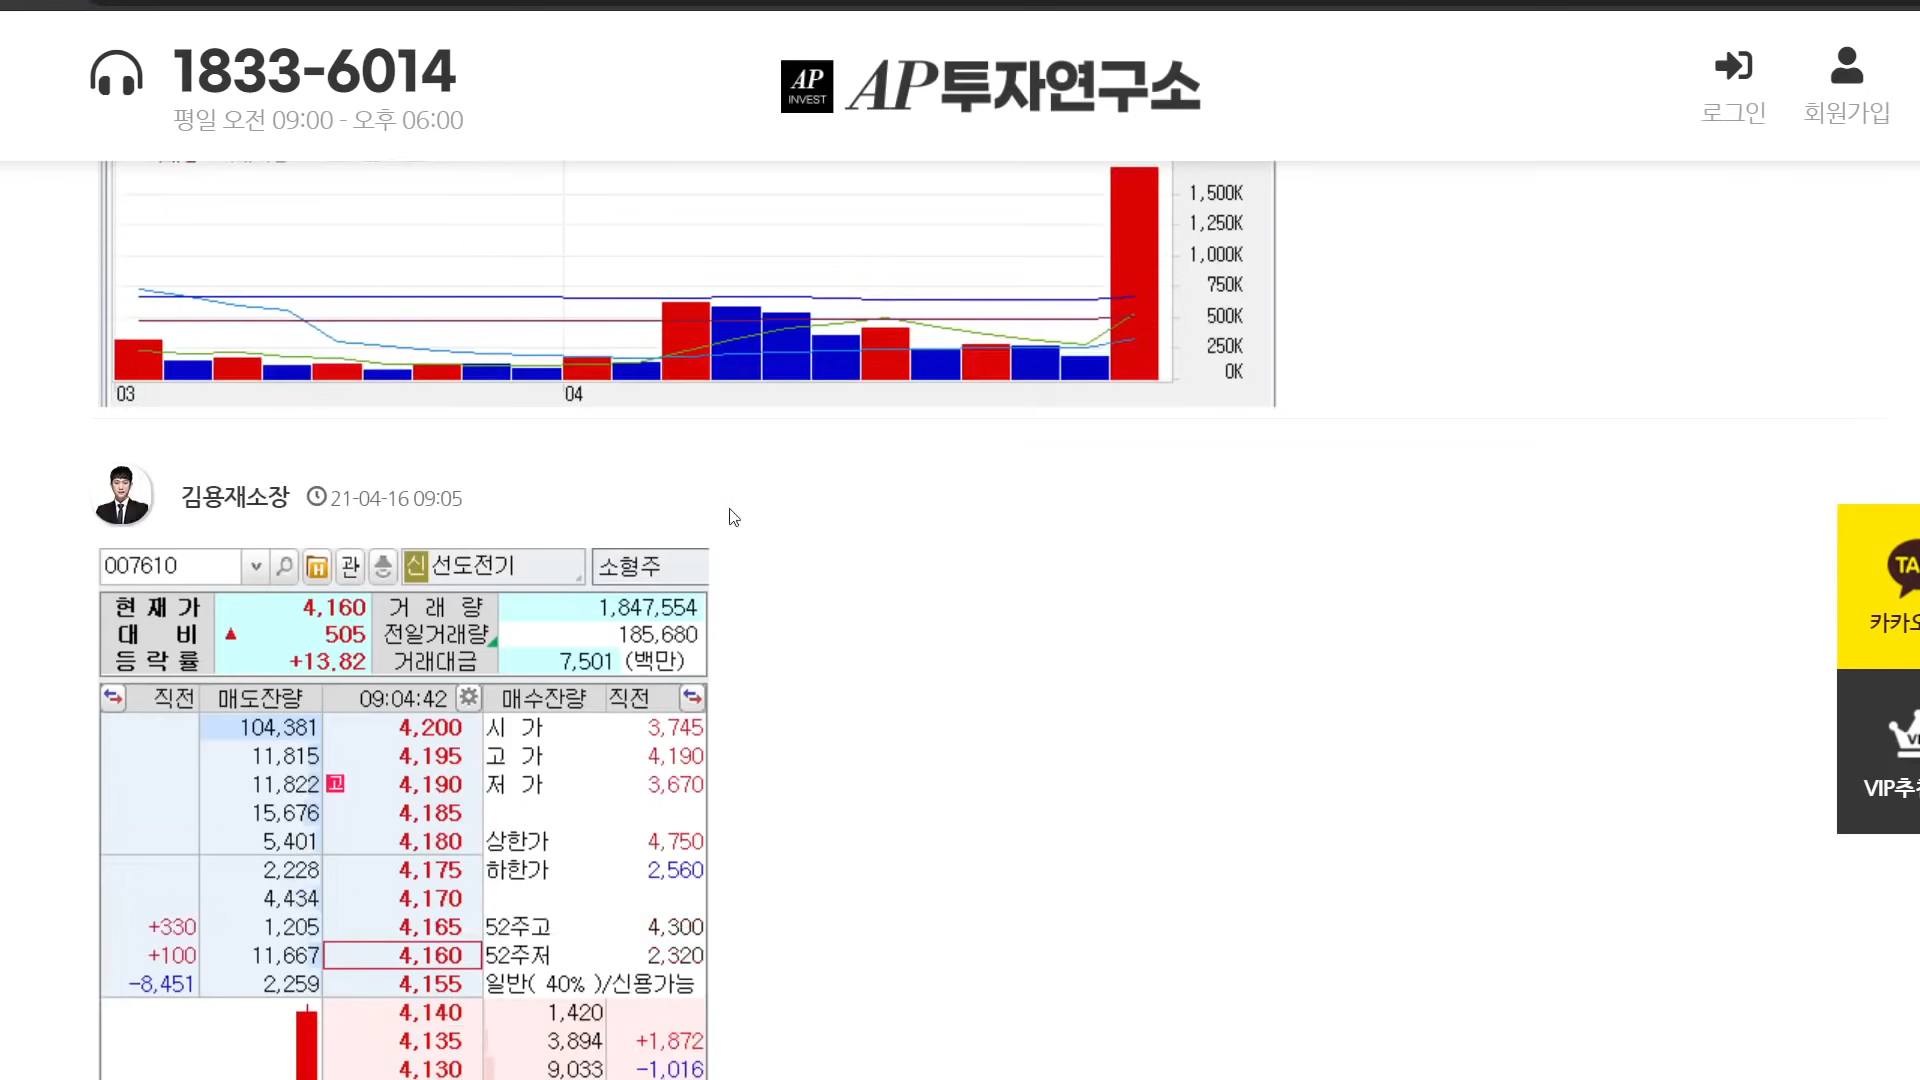 1833-6014
평일 오전 09:00 - 오후 06:00
AP INVEST AP투자연구소
로그인 회원가입
1,500K
1,250K
1,000K
750K
500K
250K
0K
03 04
김용재소장 21-04-16 09:05
007610 관 신 선도전기 소형주
현재가 4,160 거래량 1,847,554
대비 ▲ 505 전일거래량 185,680
등락률 +13.82 거래대금 7,501 (백만)
직전 매도잔량 09:04:42 매수잔량 직전
104,381 4,200 시가 3,745
11,815 4,195 고가 4,190
11,822 고 4,190 저가 3,670
15,676 4,185
5,401 4,180 상한가 4,750
2,228 4,175 하한가 2,560
4,434 4,170
+330 1,205 4,165 52주고 4,300
+100 11,667 4,160 52주저 2,320
-8,451 2,259 4,155 일반( 40% )/신용가능
4,140 1,420
4,135 3,894 +1,872
4,130 9,033 -1,016
TA
카카오
VIP추